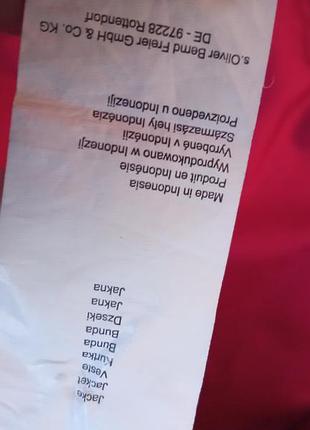 Jacke
Jacket
Veste
Kurtka
Bunda
Bunda
Dzseki
Jakna
Jakna
Made in Indonesia
Produit en Indonésie
Wyprodukowano w Indonezji
Vyrobené v Indonézii
Származási hely Indonézia
Proizvedeno u Indoneziji
s.Oliver Bernd Freier GmbH & Co. KG
DE - 97228 Rottendorf